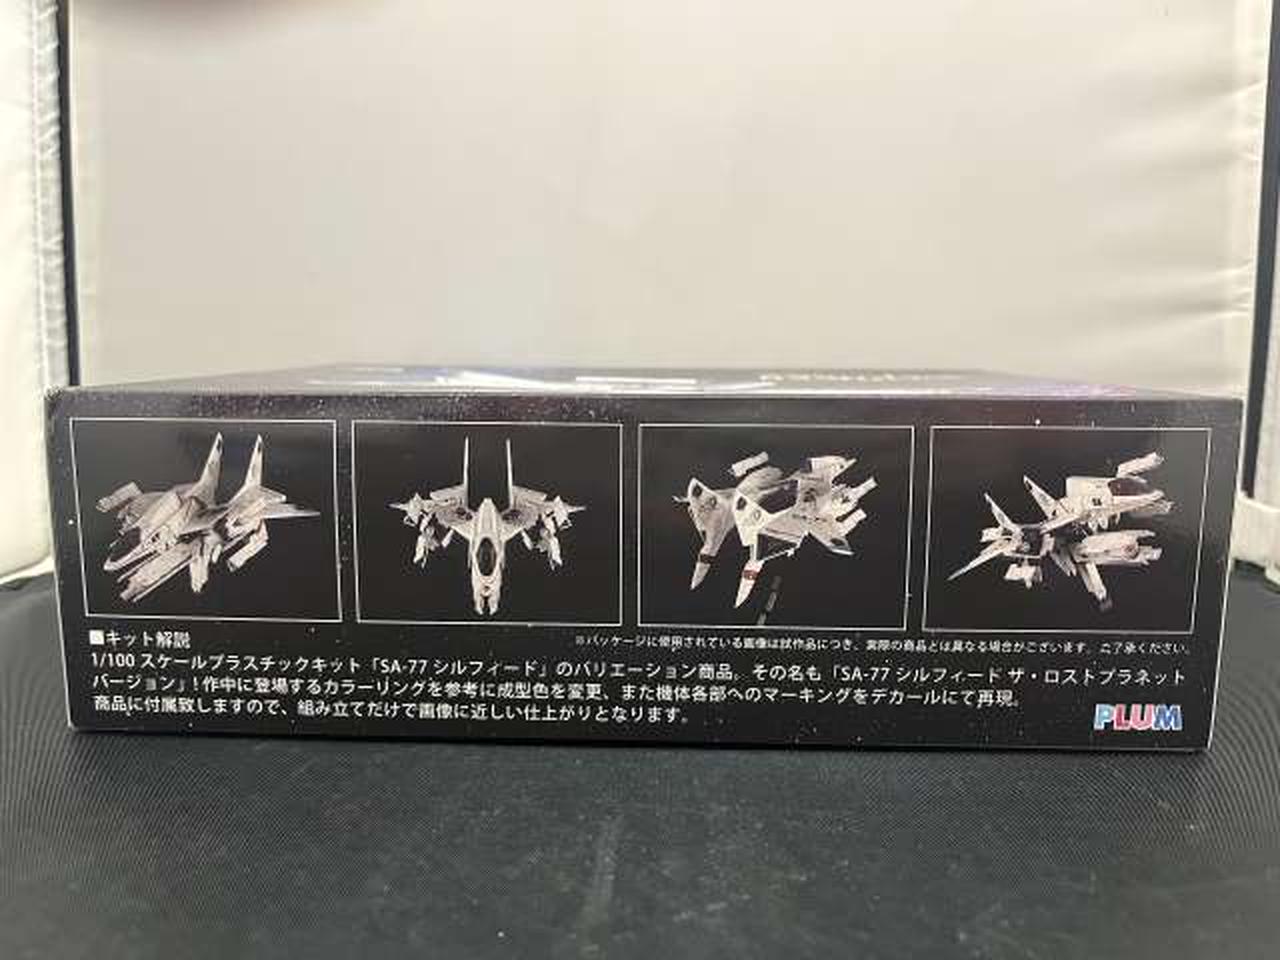 ■キット解説
※パッケージに使用されている画像は試作品につき、実際の商品とは異なる場合がございます。ご了承ください。
1/100 スケールプラスチックキット「SA-77 シルフィード」のバリエーション商品。その名も「SA-77 シルフィード ザ・ロストプラネット
バージョン」！作中に登場するカラーリングを参考に成型色を変更、また機体各部へのマーキングをデカールにて再現。
商品に付属致しますので、組み立てだけで画像に近しい仕上がりとなります。
PLUM